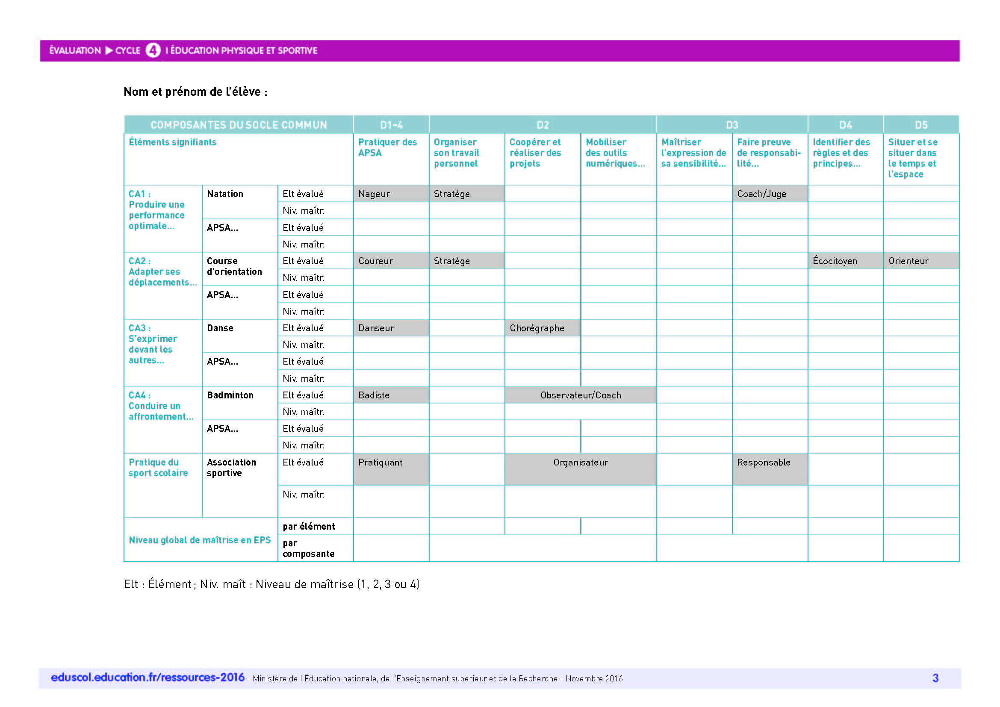 ÉVALUATION ▶ CYCLE 4 I ÉDUCATION PHYSIQUE ET SPORTIVE
Nom et prénom de l’élève :
COMPOSANTES DU SOCLE COMMUN D1-4 D2 D3 D4 D5
Éléments signifiants
Pratiquer des
APSA
Organiser
son travail
personnel
Coopérer et
réaliser des
projets
Mobiliser
des outils
numériques...
Maîtriser
l’expression de
sa sensibilité...
Faire preuve
de responsabi-
lité...
Identifier des
règles et des
principes...
Situer et se
situer dans
le temps et
l’espace
CA1 :
Produire une
performance
optimale...
Natation
Elt évalué Nageur Stratège Coach/Juge
Niv. maîtr.
APSA... Elt évalué
Niv. maîtr.
CA2 :
Adapter ses
déplacements...
Course
d’orientation
Elt évalué Coureur Stratège Écocitoyen Orienteur
Niv. maîtr.
APSA... Elt évalué
Niv. maîtr.
CA3 :
S’exprimer
devant les
autres...
Danse
Elt évalué Danseur Chorégraphe
Niv. maîtr.
APSA... Elt évalué
Niv. maîtr.
CA4 :
Conduire un
affrontement...
Badminton
Elt évalué Badiste Observateur/Coach
Niv. maîtr.
APSA... Elt évalué
Niv. maîtr.
Pratique du
sport scolaire
Association
sportive
Elt évalué Pratiquant Organisateur Responsable
Niv. maîtr.
Niveau global de maîtrise en EPS
par élément
par
composante
Elt : Élément ; Niv. maît : Niveau de maîtrise (1, 2, 3 ou 4)
eduscol.education.fr/ressources-2016 - Ministère de l’Éducation nationale, de l’Enseignement supérieur et de la Recherche - Novembre 2016 3